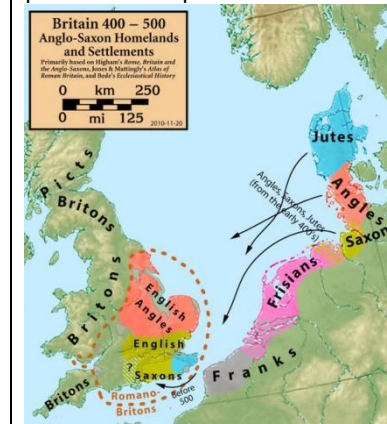 Britain 400 – 500
Anglo-Saxon Homelands
and Settlements
Primarily based on Higham's Rome, Britain and
the Anglo-Saxons, Jones & Mattingly's Atlas of
Roman Britain, and Bede's Ecclesiastical History
0 km 250
0 mi 125
2010-11-20
Jutes
Angles
Saxons
Angles, Saxons, Jutes
(from the early 400's)
Frisians
Franks
Picts
Britons
Britons
English
Angles
English
Saxons
?
Britons
Romano-
Britons
Before
500